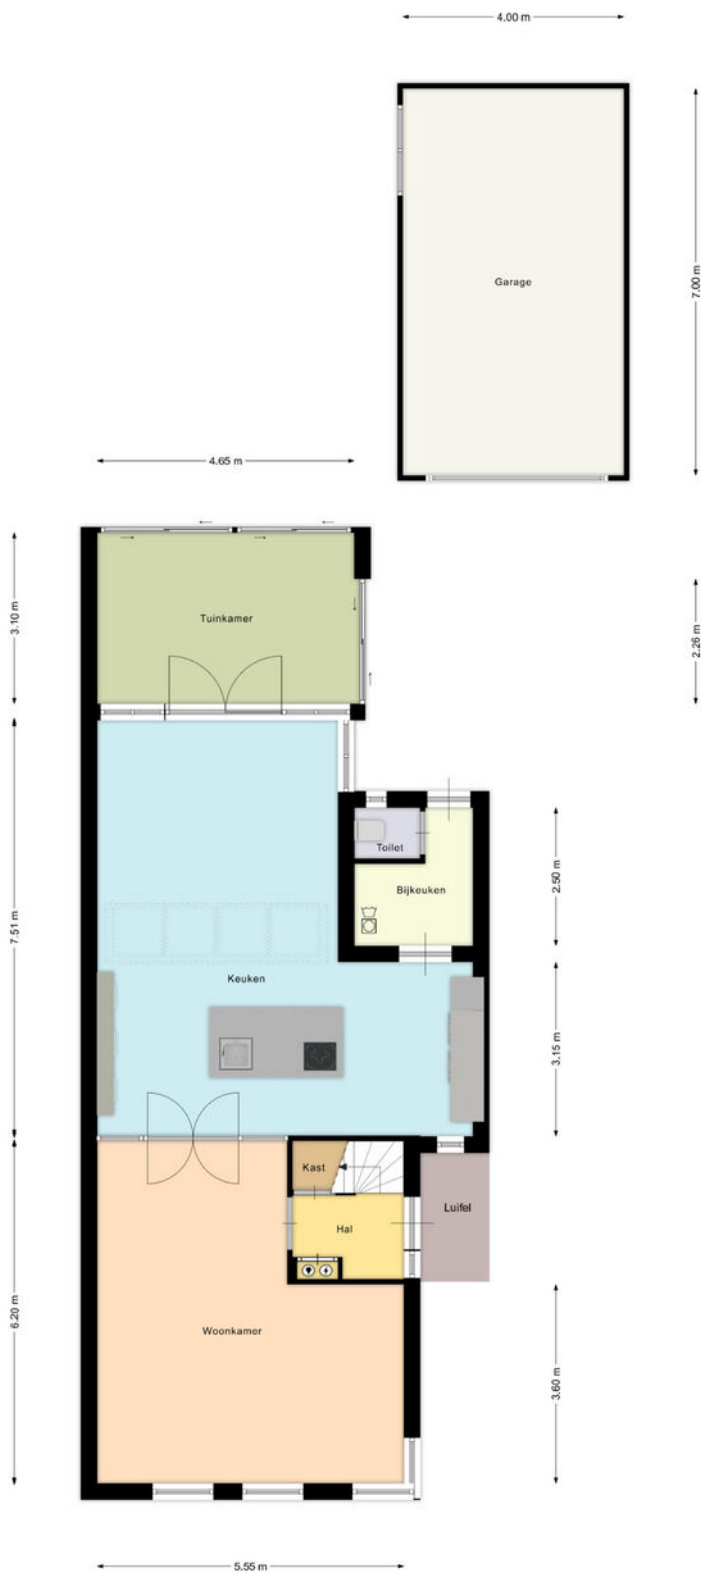 4.00 m
7.00 m
Garage
4.65 m
3.10 m
Tuinkamer
2.26 m
7.51 m
Toilet
Bijkeuken
2.50 m
Keuken
3.15 m
Kast
Hal
Luifel
6.20 m
Woonkamer
3.60 m
5.55 m